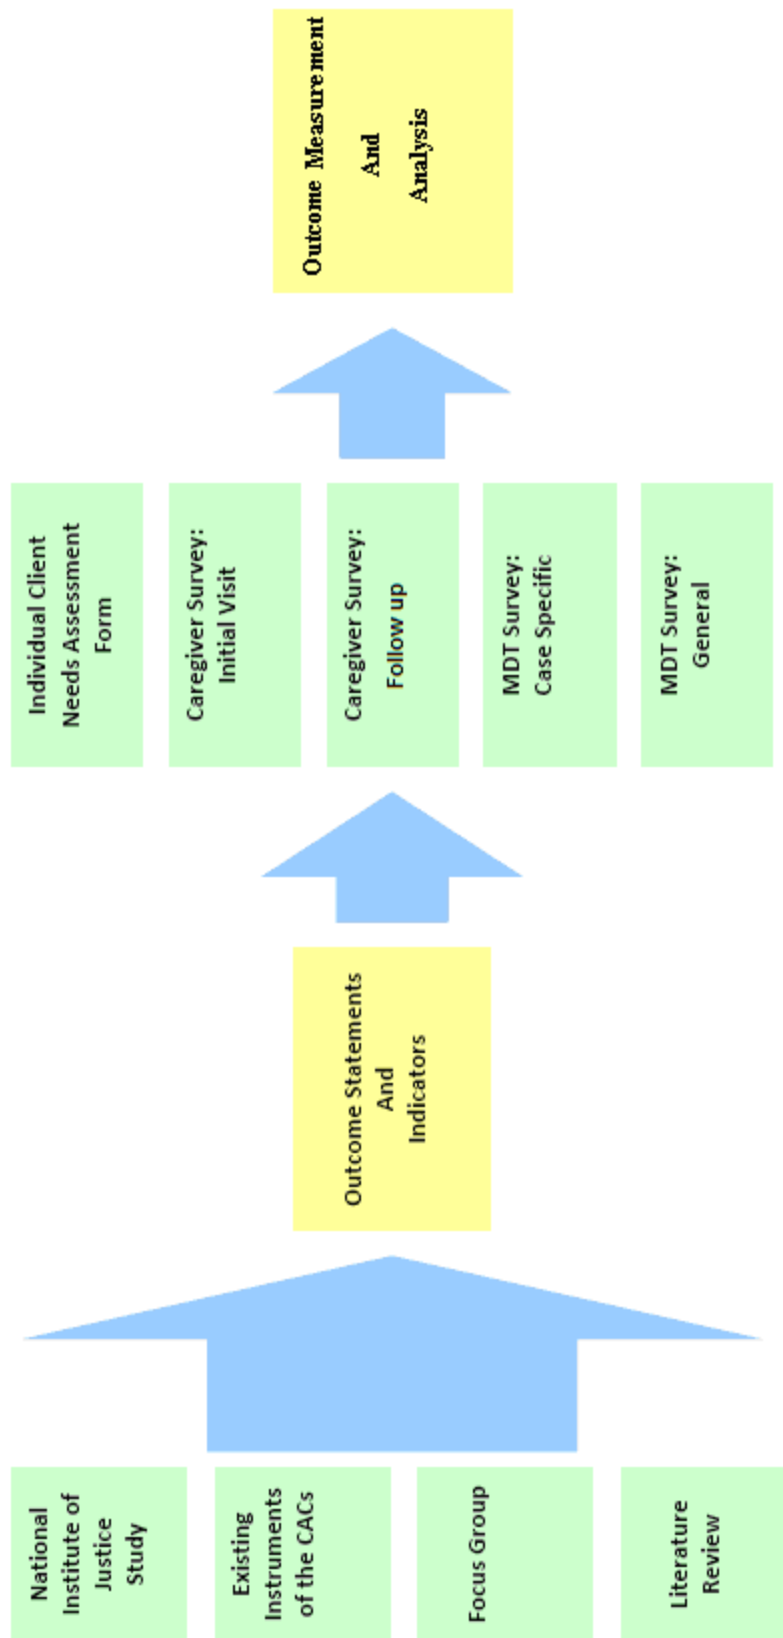 National
Institute of
Justice
Study
Existing
Instruments
of the CACs
Focus Group
Literature
Review
Outcome Statements
And
Indicators
Individual Client
Needs Assessment
Form
Caregiver Survey:
Initial Visit
Caregiver Survey:
Follow up
MDT Survey:
Case Specific
MDT Survey:
General
Outcome Measurement
And
Analysis